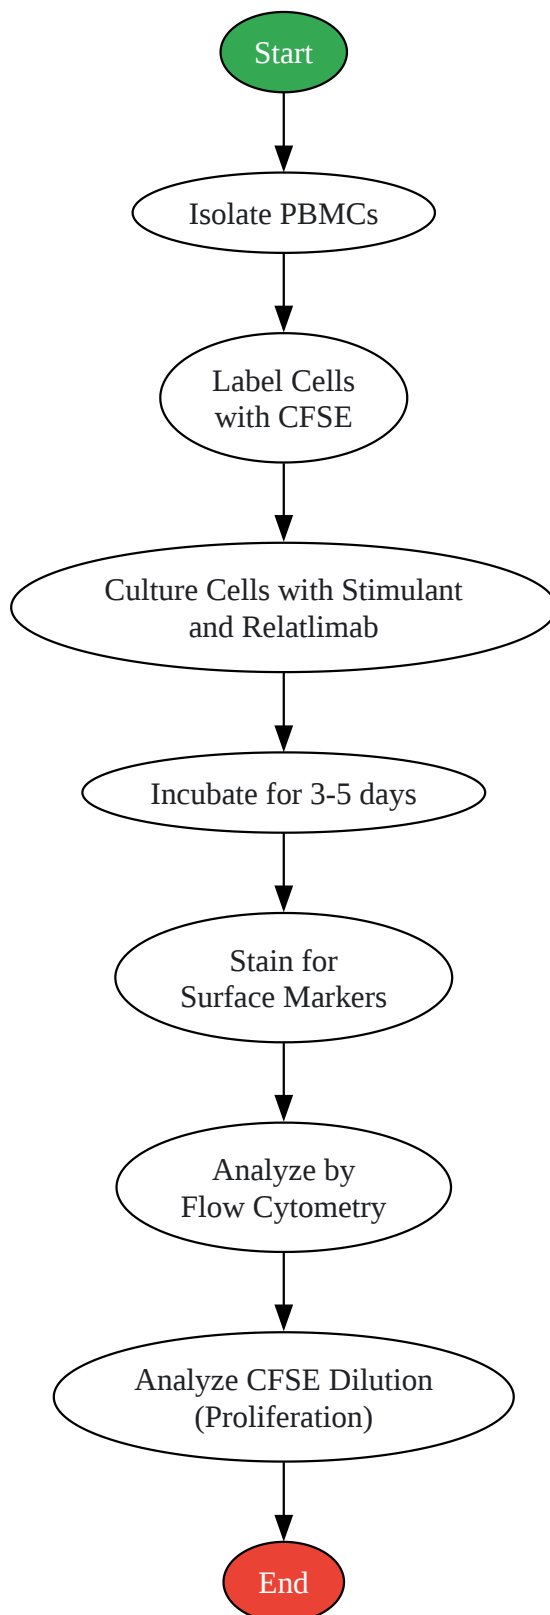 Start
Isolate PBMCs
Label Cells
with CFSE
Culture Cells with Stimulant
and Relatlimab
Incubate for 3-5 days
Stain for
Surface Markers
Analyze by
Flow Cytometry
Analyze CFSE Dilution
(Proliferation)
End